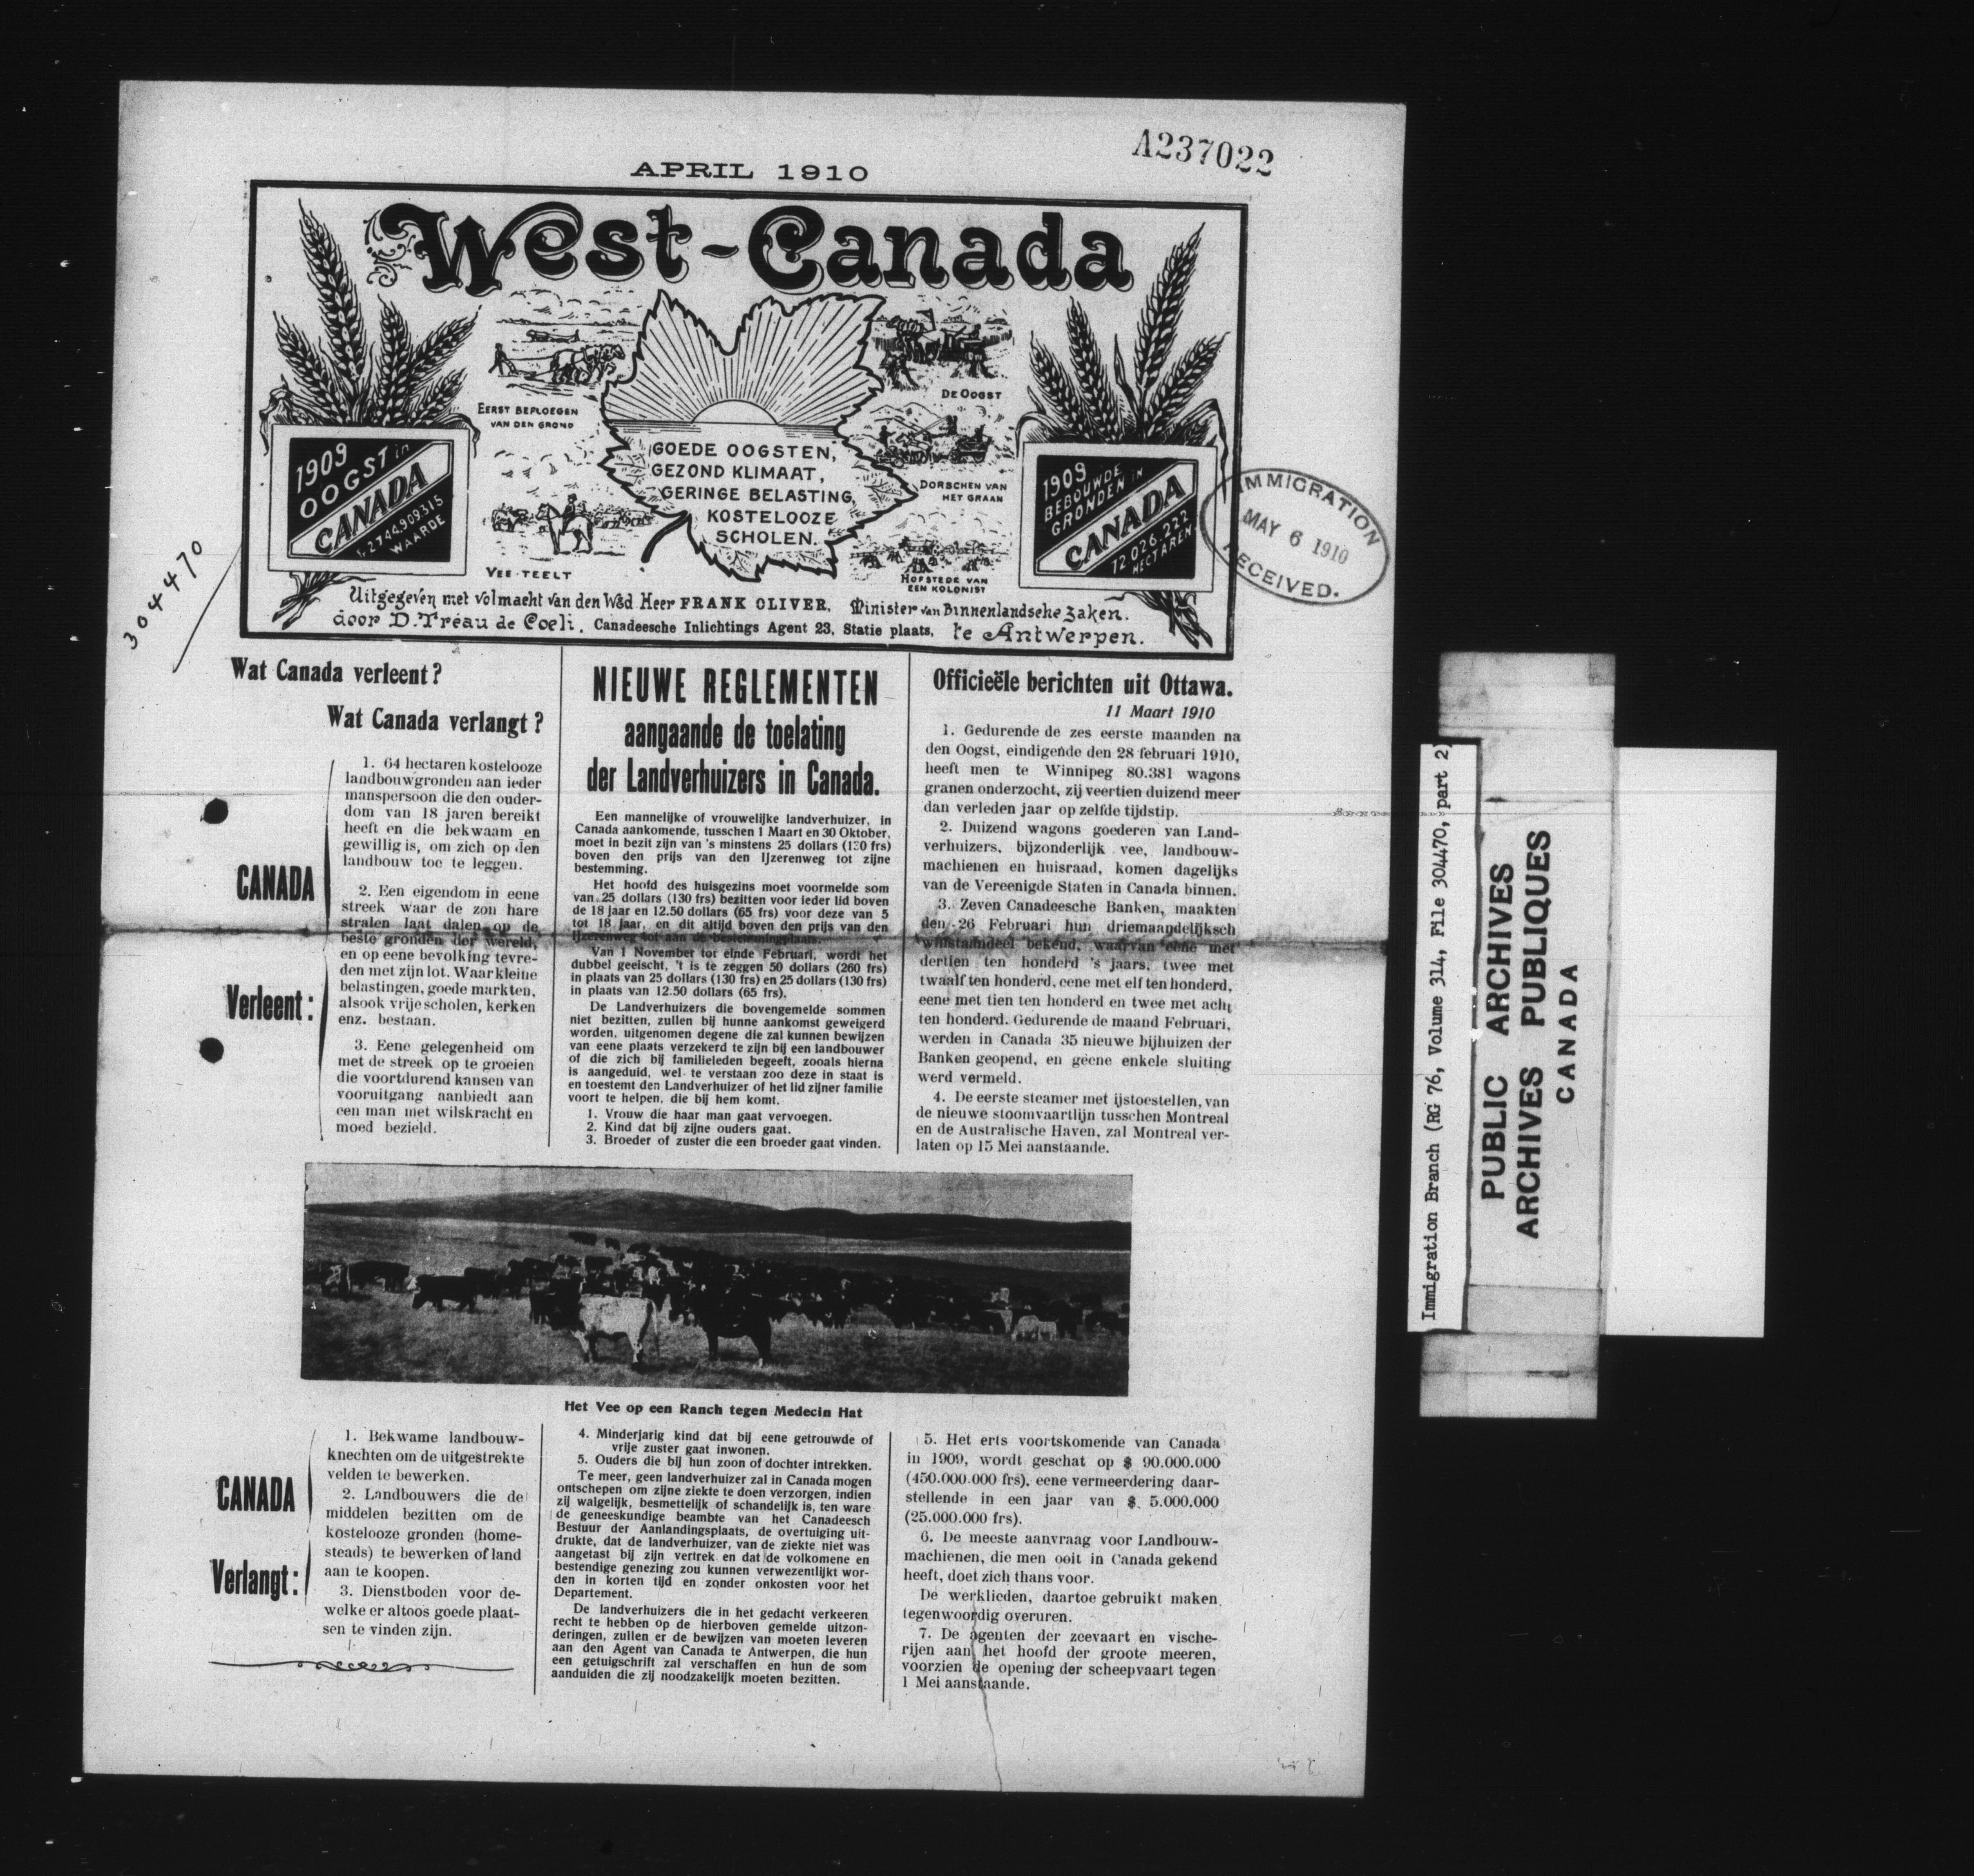 A237022
APRIL 1910
West-Canada
EERST BEPLOEGEN
VAN DEN GROND
DE OOGST
1909
OOGST in
CANADA
fr. 2.744.909.315
WAARDE
GOEDE OOGSTEN,
GEZOND KLIMAAT,
GERINGE BELASTING,
KOSTELOOZE
SCHOLEN.
DORSCHEN VAN
HET GRAAN
1909
BEBOUWDE
GRONDEN IN
CANADA
12.026.222
HECTAREN
VEE-TEELT
HOFSTEDE VAN
EEN KOLONIST
IMMIGRATION
MAY 6 1910
RECEIVED.
304470
Uitgegeven met volmacht van den Wed Heer FRANK OLIVER, Minister van Binnenlandsche Zaken.
door D. Tréau de Coeli, Canadeesche Inlichtings Agent 23, Statie plaats, te Antwerpen.
Wat Canada verleent?
Wat Canada verlangt?
CANADA
Verleent:
1. 64 hectaren kostelooze
landbouwgronden aan ieder
manspersoon die den ouder-
dom van 18 jaren bereikt
heeft en die bekwaam en
gewillig is, om zich op den
landbouw toe te leggen.
2. Een eigendom in eene
streek waar de zon hare
stralen laat dalen op de
beste gronden der wereld,
en op eene bevolking tevre-
den met zijn lot. Waar kleine
belastingen, goede markten,
alsook vrije scholen, kerken
enz. bestaan.
3. Eene gelegenheid om
met de streek op te groeien
die voortdurend kansen van
vooruitgang aanbiedt aan
een man met wilskracht en
moed bezield.
NIEUWE REGLEMENTEN
aangaande de toelating
der Landverhuizers in Canada.
Een mannelijke of vrouwelijke landverhuizer, in
Canada aankomende, tusschen 1 Maart en 30 Oktober,
moet in bezit zijn van 's minstens 25 dollars (130 frs)
boven den prijs van den IJzerenweg tot zijne
bestemming.
Het hoofd des huisgezins moet voormelde som
van 25 dollars (130 frs) bezitten voor ieder lid boven
de 18 jaar en 12.50 dollars (65 frs) voor deze van 5
tot 18 jaar, en dit altijd boven den prijs van den
IJzerenweg tot aan de bestemmingplaats.
Van 1 November tot einde Februari, wordt het
dubbel geeischt, 't is te zeggen 50 dollars (260 frs)
in plaats van 25 dollars (130 frs) en 25 dollars (130 frs)
in plaats van 12.50 dollars (65 frs).
De Landverhuizers die bovengemelde sommen
niet bezitten, zullen bij hunne aankomst geweigerd
worden, uitgenomen degene die zal kunnen bewijzen
van eene plaats verzekerd te zijn bij een landbouwer
of die zich bij familieleden begeeft, zooals hierna
is aangeduid, wel te verstaan zoo deze in staat is
en toestemt den Landverhuizer of het lid zijner familie
voort te helpen, die bij hem komt.
1. Vrouw die haar man gaat vervoegen.
2. Kind dat bij zijne ouders gaat.
3. Broeder of zuster die een broeder gaat vinden.
Officieële berichten uit Ottawa.
11 Maart 1910
1. Gedurende de zes eerste maanden na
den Oogst, eindigende den 28 februari 1910,
heeft men te Winnipeg 80.381 wagons
granen onderzocht, zij veertien duizend meer
dan verleden jaar op zelfde tijdstip.
2. Duizend wagons goederen van Land-
verhuizers, bijzonderlijk vee, landbouw-
machienen en huisraad, komen dagelijks
van de Vereenigde Staten in Canada binnen.
3. Zeven Canadeesche Banken, maakten
den 26 Februari hun driemaandelijksch
winstaandeel bekend, waarvan eene met
dertien ten honderd 's jaars, twee met
twaalf ten honderd, eene met elf ten honderd,
eene met tien ten honderd en twee met acht
ten honderd. Gedurende de maand Februari,
werden in Canada 35 nieuwe bijhuizen der
Banken geopend, en geene enkele sluiting
werd vermeld.
4. De eerste steamer met ijstoestellen, van
de nieuwe stoomvaartlijn tusschen Montreal
en de Australische Haven, zal Montreal ver-
laten op 15 Mei aanstaande.
Het Vee op een Ranch tegen Medecin Hat
CANADA
Verlangt:
1. Bekwame landbouw-
knechten om de uitgestrekte
velden te bewerken.
2. Landbouwers die de
middelen bezitten om de
kostelooze gronden (home-
steads) te bewerken of land
aan te koopen.
3. Dienstboden voor de-
welke er altoos goede plaat-
sen te vinden zijn.
4. Minderjarig kind dat bij eene getrouwde of
vrije zuster gaat inwonen.
5. Ouders die bij hun zoon of dochter intrekken.
Te meer, geen landverhuizer zal in Canada mogen
ontschepen om zijne ziekte te doen verzorgen, indien
zij walgelijk, besmettelijk of schandelijk is, ten ware
de geneeskundige beambte van het Canadeesch
Bestuur der Aanlandingsplaats, de overtuiging uit-
drukte, dat de landverhuizer, van de ziekte niet was
aangetast bij zijn vertrek en dat de volkomene en
bestendige genezing zou kunnen verwezentlijkt wor-
den in korten tijd en zonder onkosten voor het
Departement.
De landverhuizers die in het gedacht verkeeren
recht te hebben op de hierboven gemelde uitzon-
deringen, zullen er de bewijzen van moeten leveren
aan den Agent van Canada te Antwerpen, die hun
een getuigschrift zal verschaffen en hun de som
aanduiden die zij noodzakelijk moeten bezitten.
5. Het erts voortskomende van Canada
in 1909, wordt geschat op $ 90.000.000
(450.000.000 frs), eene vermeerdering daar-
stellende in een jaar van $ 5.000.000
(25.000.000 frs).
6. De meeste aanvraag voor Landbouw-
machienen, die men ooit in Canada gekend
heeft, doet zich thans voor.
De werklieden, daartoe gebruikt maken
tegenwoordig overuren.
7. De agenten der zeevaart en vische-
rijen aan het hoofd der groote meeren,
voorzien de opening der scheepvaart tegen
1 Mei aanstaande.
Immigration Branch (RG 76, Volume 314, File 304470, part 2)
PUBLIC ARCHIVES
ARCHIVES PUBLIQUES
CANADA